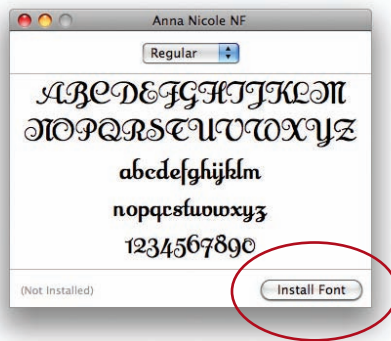 Anna Nicole NF
Regular
ABCDEFGHIJKLM
NOPQRSTUVWXYZ
abcdefghijklm
nopqrstuvwxyz
1234567890
(Not Installed) Install Font